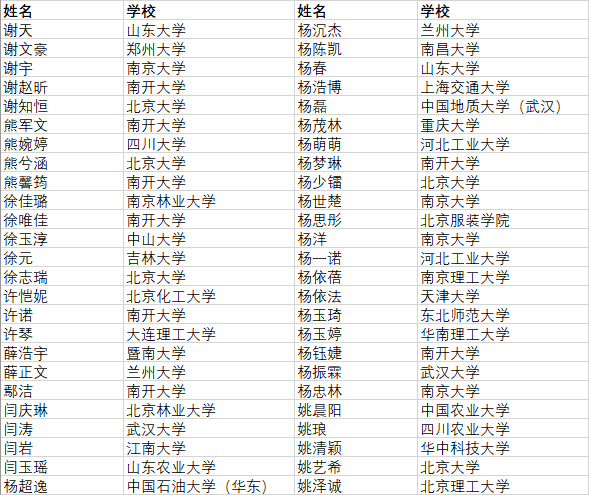 姓名 学校 姓名 学校
谢天 山东大学 杨沉杰 兰州大学
谢文豪 郑州大学 杨陈凯 南昌大学
谢宇 南京大学 杨春 山东大学
谢赵昕 南开大学 杨浩博 上海交通大学
谢知恒 北京大学 杨磊 中国地质大学（武汉）
熊军文 南开大学 杨茂林 重庆大学
熊婉婷 四川大学 杨萌萌 河北工业大学
熊兮涵 北京大学 杨梦琳 南开大学
熊馨筠 南开大学 杨少镭 北京大学
徐佳璐 南京林业大学 杨世楚 南京大学
徐唯佳 南开大学 杨思彤 北京服装学院
徐玉淳 中山大学 杨洋 南京大学
徐元 吉林大学 杨一诺 河北工业大学
徐志瑞 北京大学 杨依蓓 南京理工大学
许恺妮 北京化工大学 杨依法 天津大学
许诺 南开大学 杨玉琦 东北师范大学
许琴 大连理工大学 杨玉婷 华南理工大学
薛浩宇 暨南大学 杨钰婕 南开大学
薛正文 兰州大学 杨振霖 武汉大学
鄢洁 南开大学 杨忠林 南京大学
闫庆琳 北京林业大学 姚晨阳 中国农业大学
闫涛 武汉大学 姚琅 四川农业大学
闫岩 江南大学 姚清颖 华中科技大学
闫玉瑶 山东农业大学 姚艺希 北京大学
杨超逸 中国石油大学（华东） 姚泽诚 北京理工大学